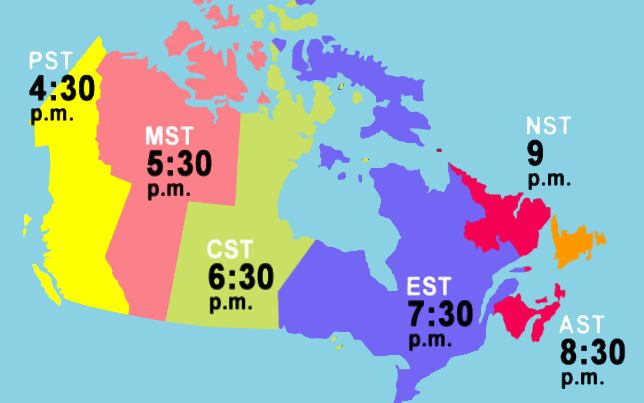 PST
4:30
p.m.
MST
5:30
p.m.
CST
6:30
p.m.
EST
7:30
p.m.
NST
9
p.m.
AST
8:30
p.m.